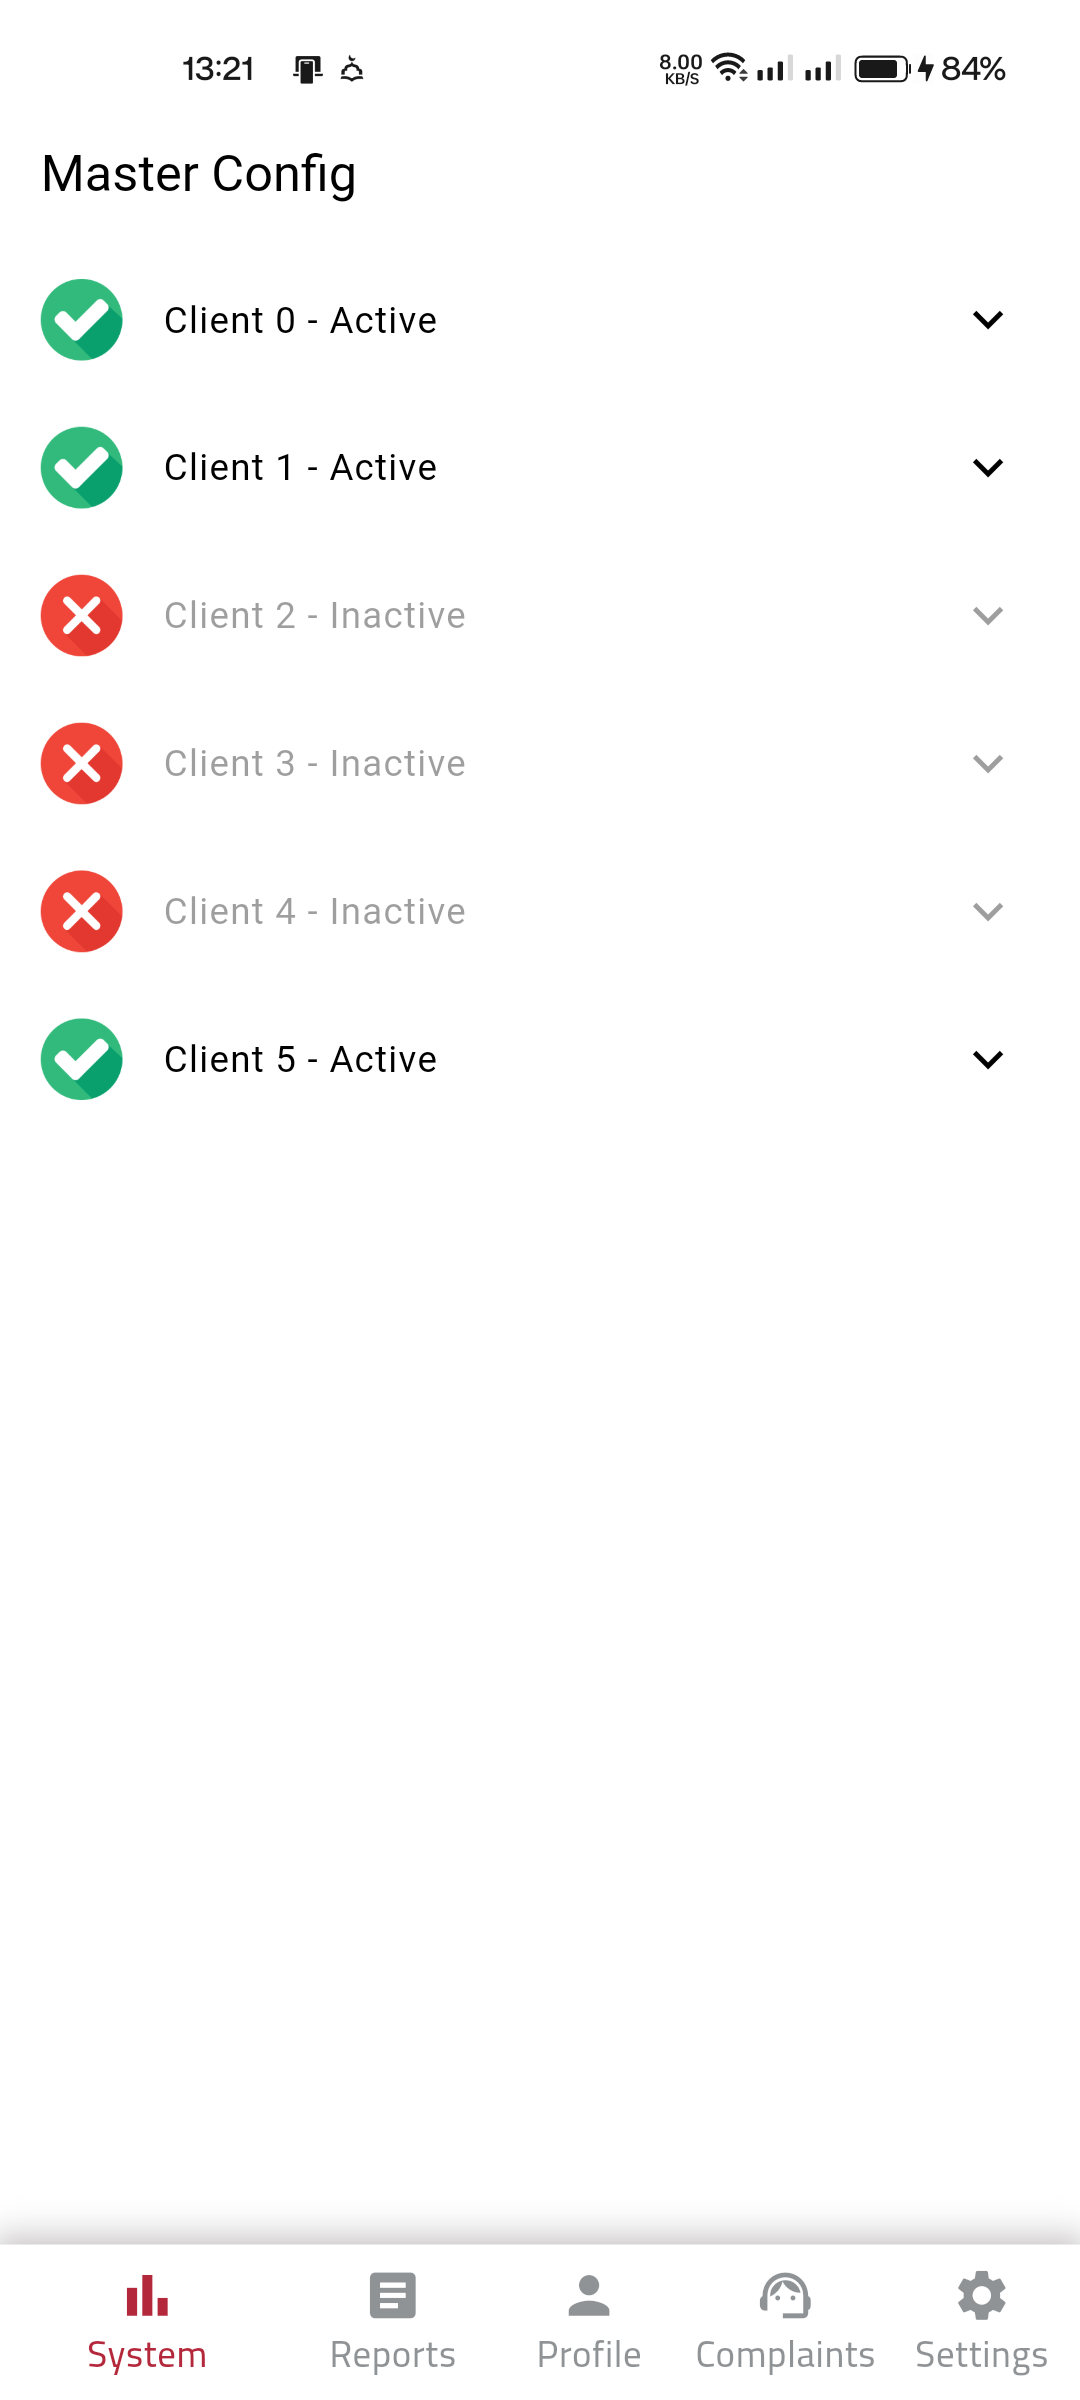 13:21
8.00
KB/S
84%
Master Config
Client 0 - Active
Client 1 - Active
Client 2 - Inactive
Client 3 - Inactive
Client 4 - Inactive
Client 5 - Active
System
Reports
Profile
Complaints
Settings